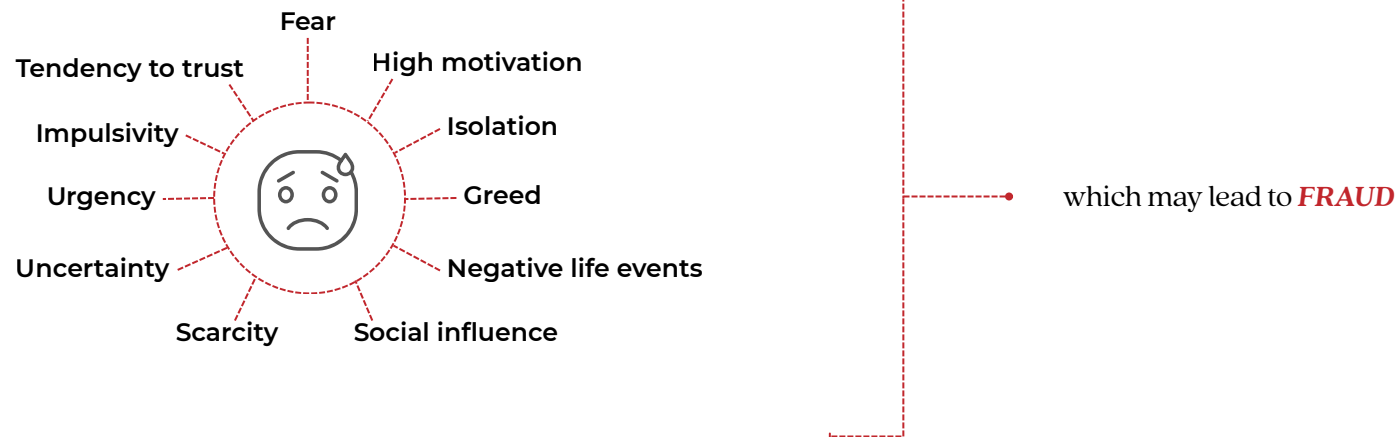 Fear
High motivation
Tendency to trust
Isolation
Impulsivity
Greed
Urgency
Negative life events
Uncertainty
Social influence
Scarcity
which may lead to FRAUD